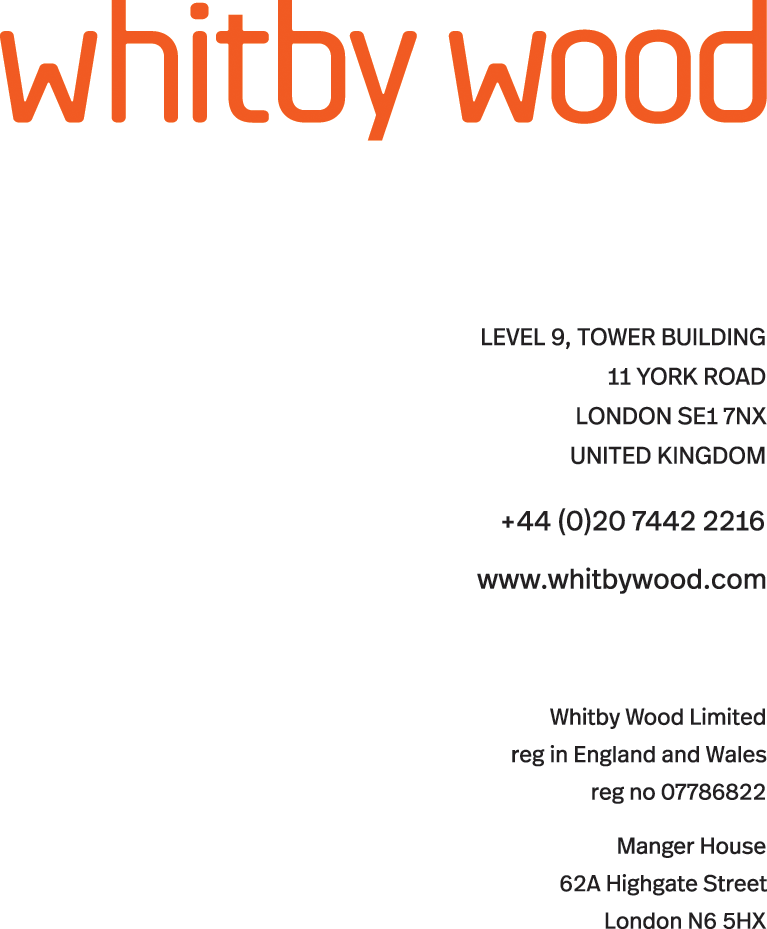 whitby wood
LEVEL 9, TOWER BUILDING
11 YORK ROAD
LONDON SE1 7NX
UNITED KINGDOM
+44 (0)20 7442 2216
www.whitbywood.com
Whitby Wood Limited
reg in England and Wales
reg no 07786822
Manger House
62A Highgate Street
London N6 5HX